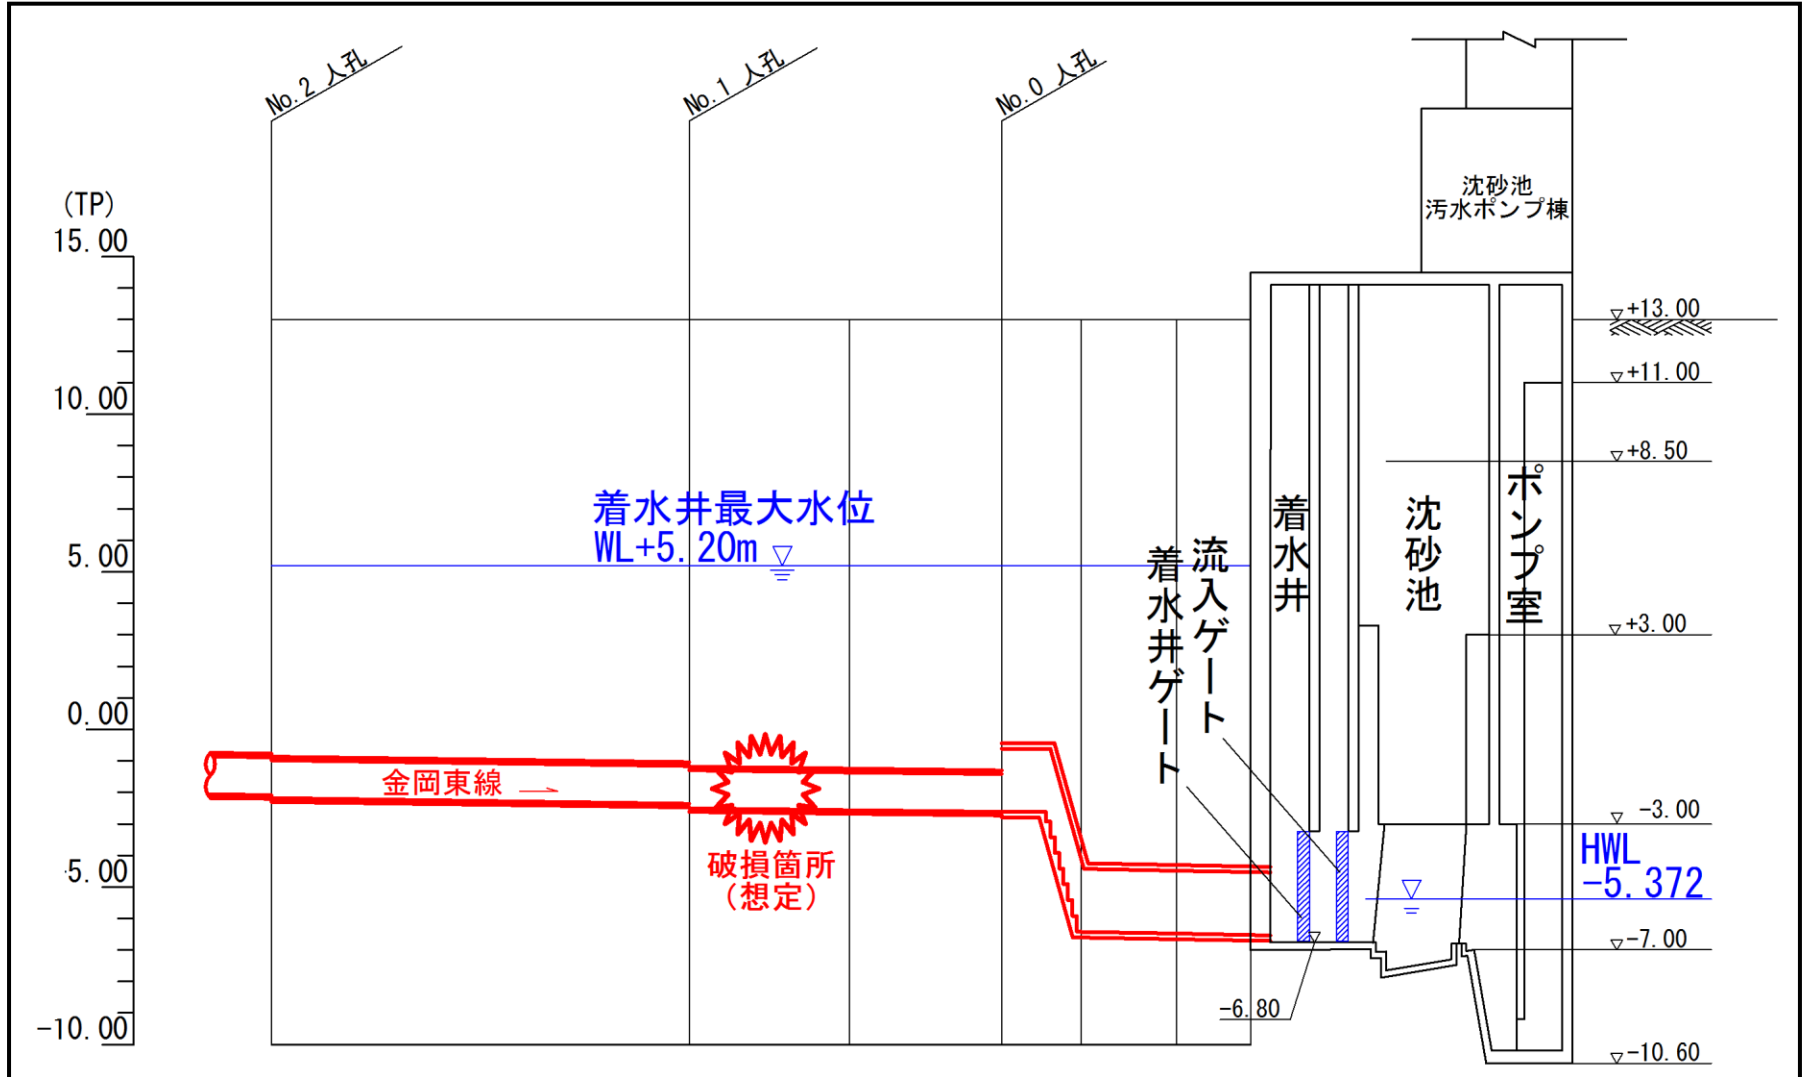 No.2 人孔
No.1 人孔
No.0 人孔
(TP)
15.00
10.00
5.00
0.00
-5.00
-10.00
沈砂池
汚水ポンプ棟
+13.00
+11.00
+8.50
+3.00
-3.00
-7.00
-10.60
着水井最大水位
WL+5.20m
着水井ゲート
流入ゲート
着水井
沈砂池
ポンプ室
金岡東線
破損箇所
(想定)
HWL
-5.372
-6.80